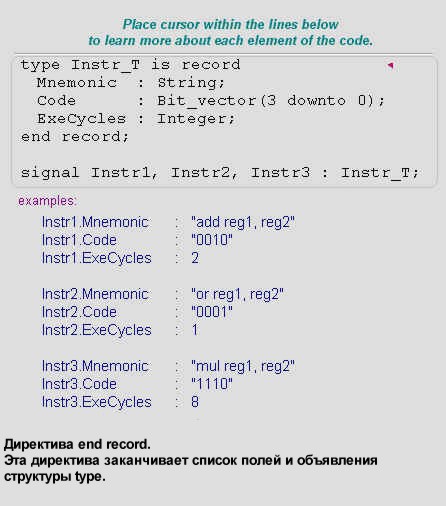 Place cursor within the lines below
to learn more about each element of the code.
type Instr_T is record
Mnemonic : String;
Code : Bit_vector(3 downto 0);
ExeCycles : Integer;
end record;
signal Instr1, Instr2, Instr3 : Instr_T;
examples:
Instr1.Mnemonic : "add reg1, reg2"
Instr1.Code : "0010"
Instr1.ExeCycles : 2
Instr2.Mnemonic : "or reg1, reg2"
Instr2.Code : "0001"
Instr2.ExeCycles : 1
Instr3.Mnemonic : "mul reg1, reg2"
Instr3.Code : "1110"
Instr3.ExeCycles : 8
Директива end record.
Эта директива заканчивает список полей и объявления
структуры type.